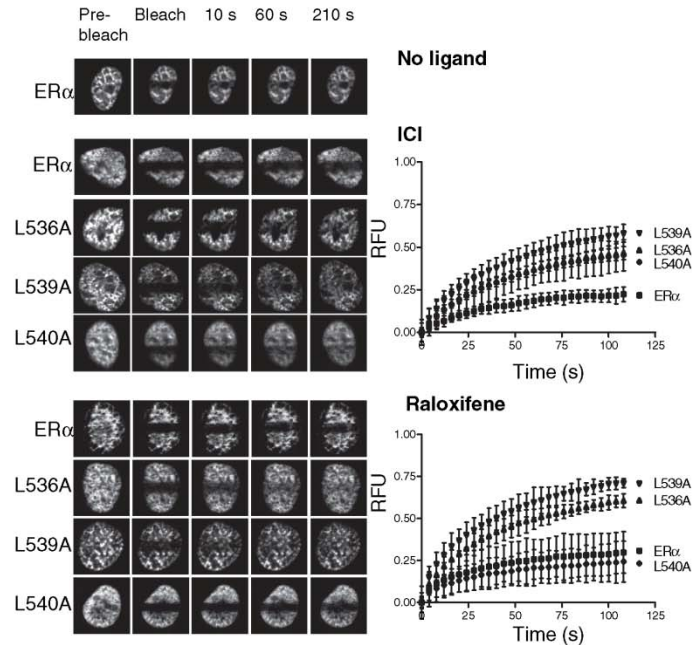 Pre-bleach Bleach 10 s 60 s 210 s
No ligand
ERα
ERα
L536A
L539A
L540A
ICI
1.00
0.75
0.50
0.25
0.00
RFU
0 25 50 75 100 125
Time (s)
L539A
L536A
L540A
ERα
ERα
L536A
L539A
L540A
Raloxifene
1.00
0.75
0.50
0.25
0.00
RFU
0 25 50 75 100 125
Time (s)
L539A
L536A
ERα
L540A